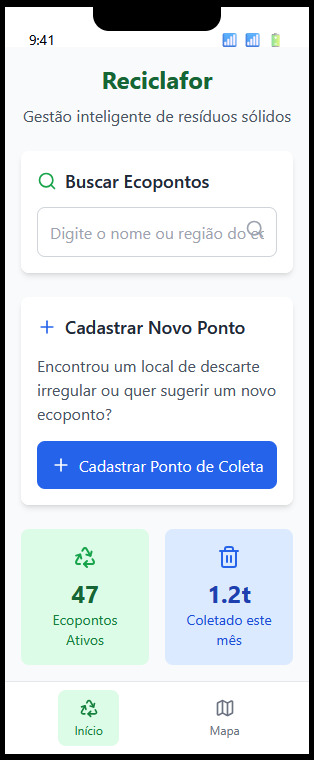 9:41
Reciclafor
Gestão inteligente de resíduos sólidos
Buscar Ecopontos
Digite o nome ou região do
Cadastrar Novo Ponto
Encontrou um local de descarte
irregular ou quer sugerir um novo
ecoponto?
Cadastrar Ponto de Coleta
47
Ecopontos
Ativos
1.2t
Coletado este
mês
Início
Mapa